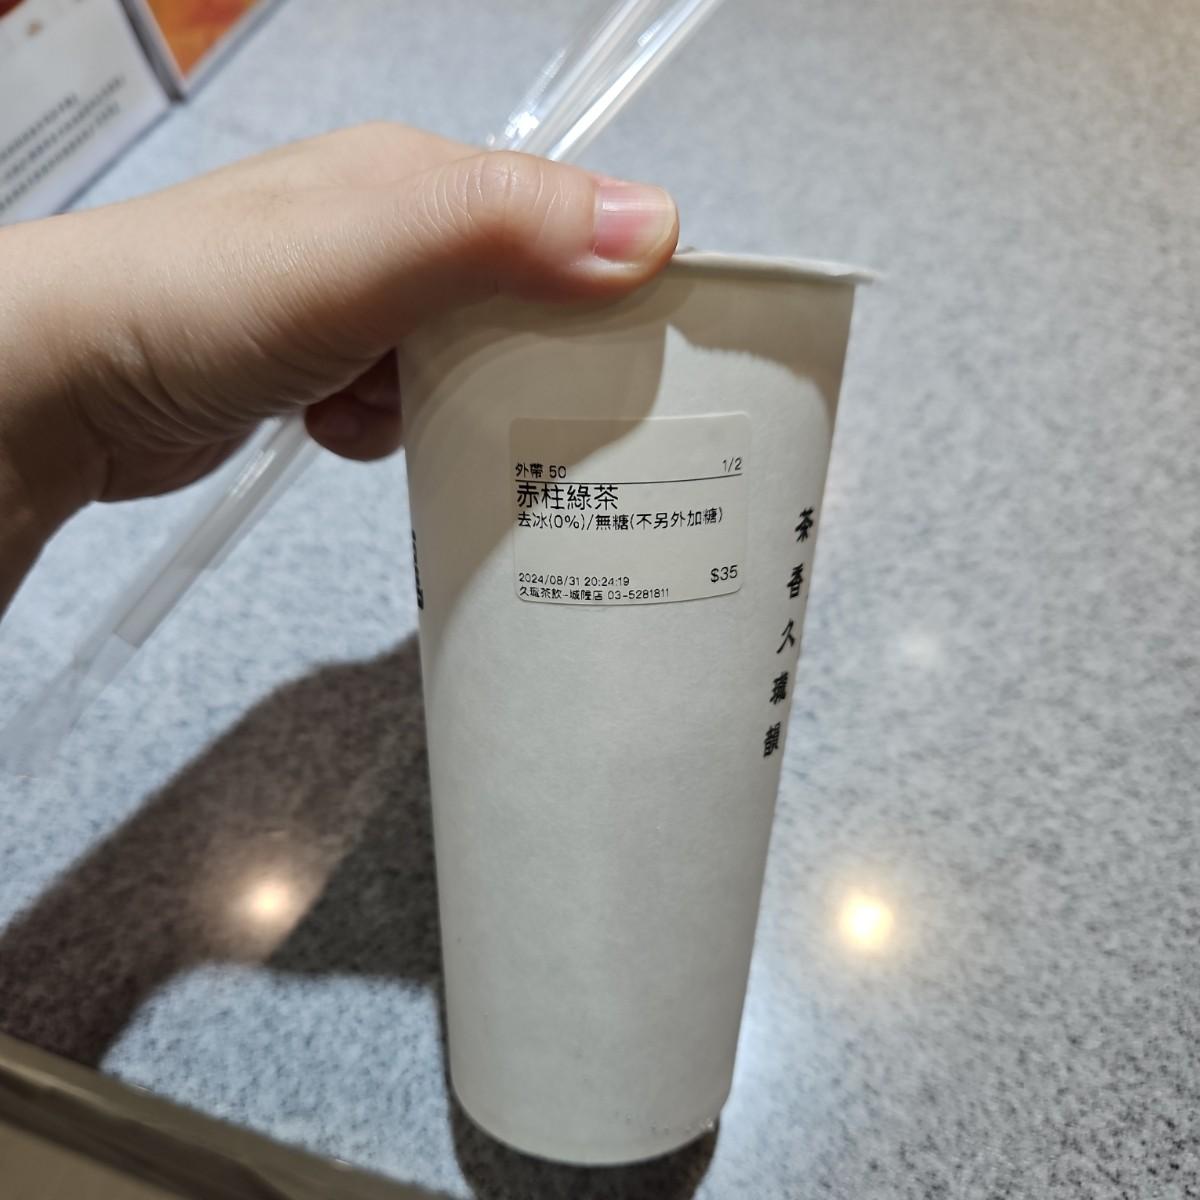 外帶 50 1/2
赤柱綠茶
去冰(0%)/無糖(不另外加糖)
2024/08/31 20:24:19 $35
久珫茶飲-城隍店 03-5281811
茶香久珫韻